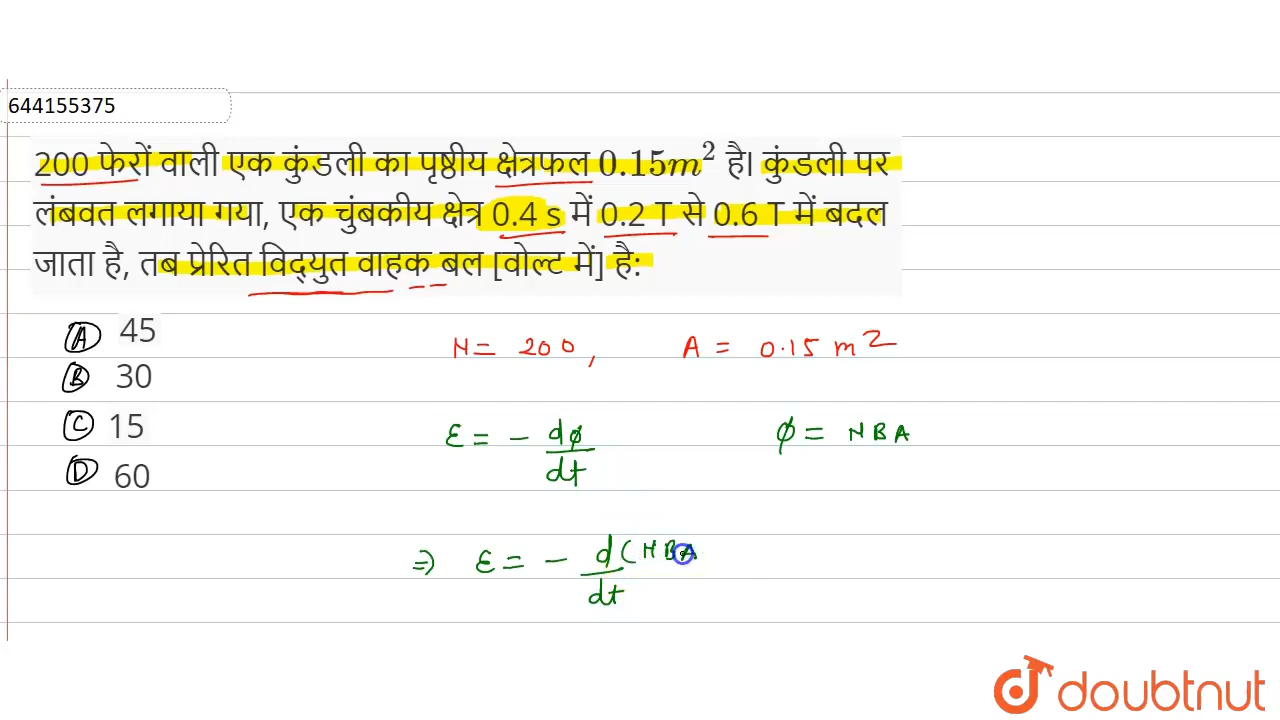 644155375
200 फेरों वाली एक कुंडली का पृष्ठीय क्षेत्रफल 0.15m² है। कुंडली पर
लंबवत लगाया गया, एक चुंबकीय क्षेत्र 0.4 s में 0.2 T से 0.6 T में बदल
जाता है, तब प्रेरित विद्युत वाहक बल [वोल्ट में] है:
(A) 45
(B) 30
(C) 15
(D) 60
N = 200, A = 0.15 m²
ε = - dφ/dt φ = NBA
⇒ ε = - d(NBA/dt
doubtnut